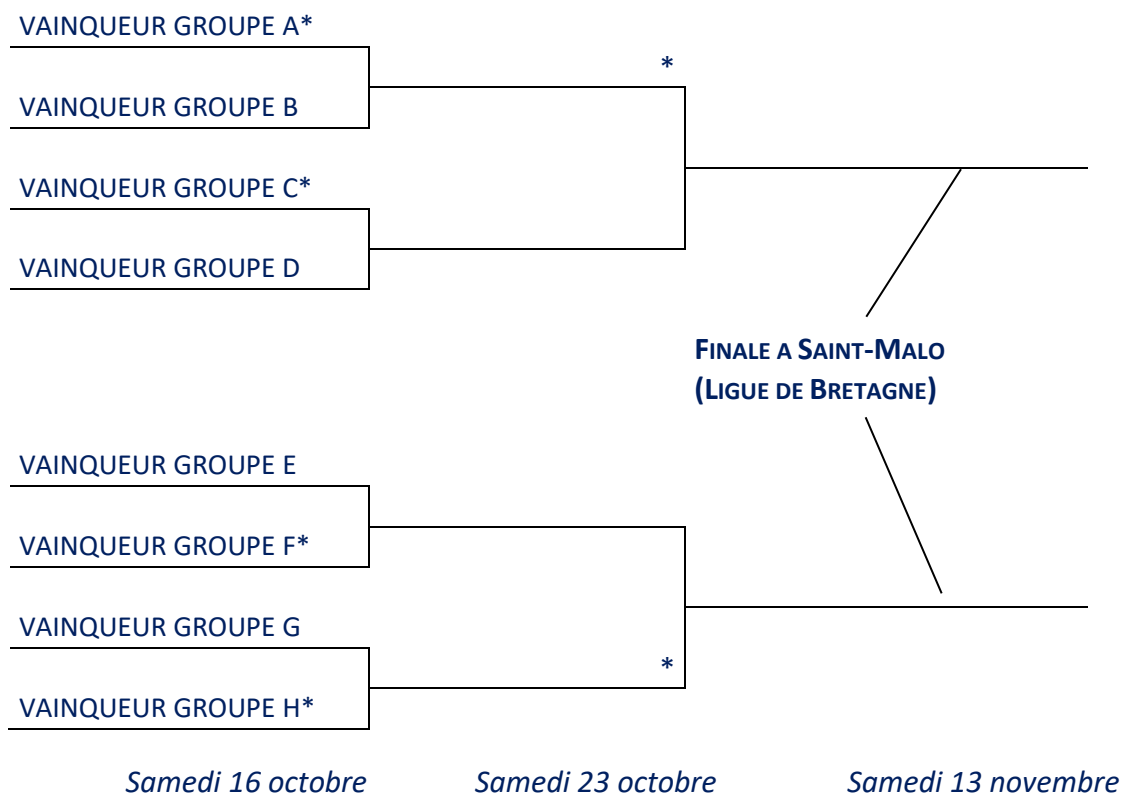 VAINQUEUR GROUPE A*
*
VAINQUEUR GROUPE B
VAINQUEUR GROUPE C*
VAINQUEUR GROUPE D
FINALE A SAINT-MALO
(LIGUE DE BRETAGNE)
VAINQUEUR GROUPE E
VAINQUEUR GROUPE F*
VAINQUEUR GROUPE G
*
VAINQUEUR GROUPE H*
Samedi 16 octobre Samedi 23 octobre Samedi 13 novembre